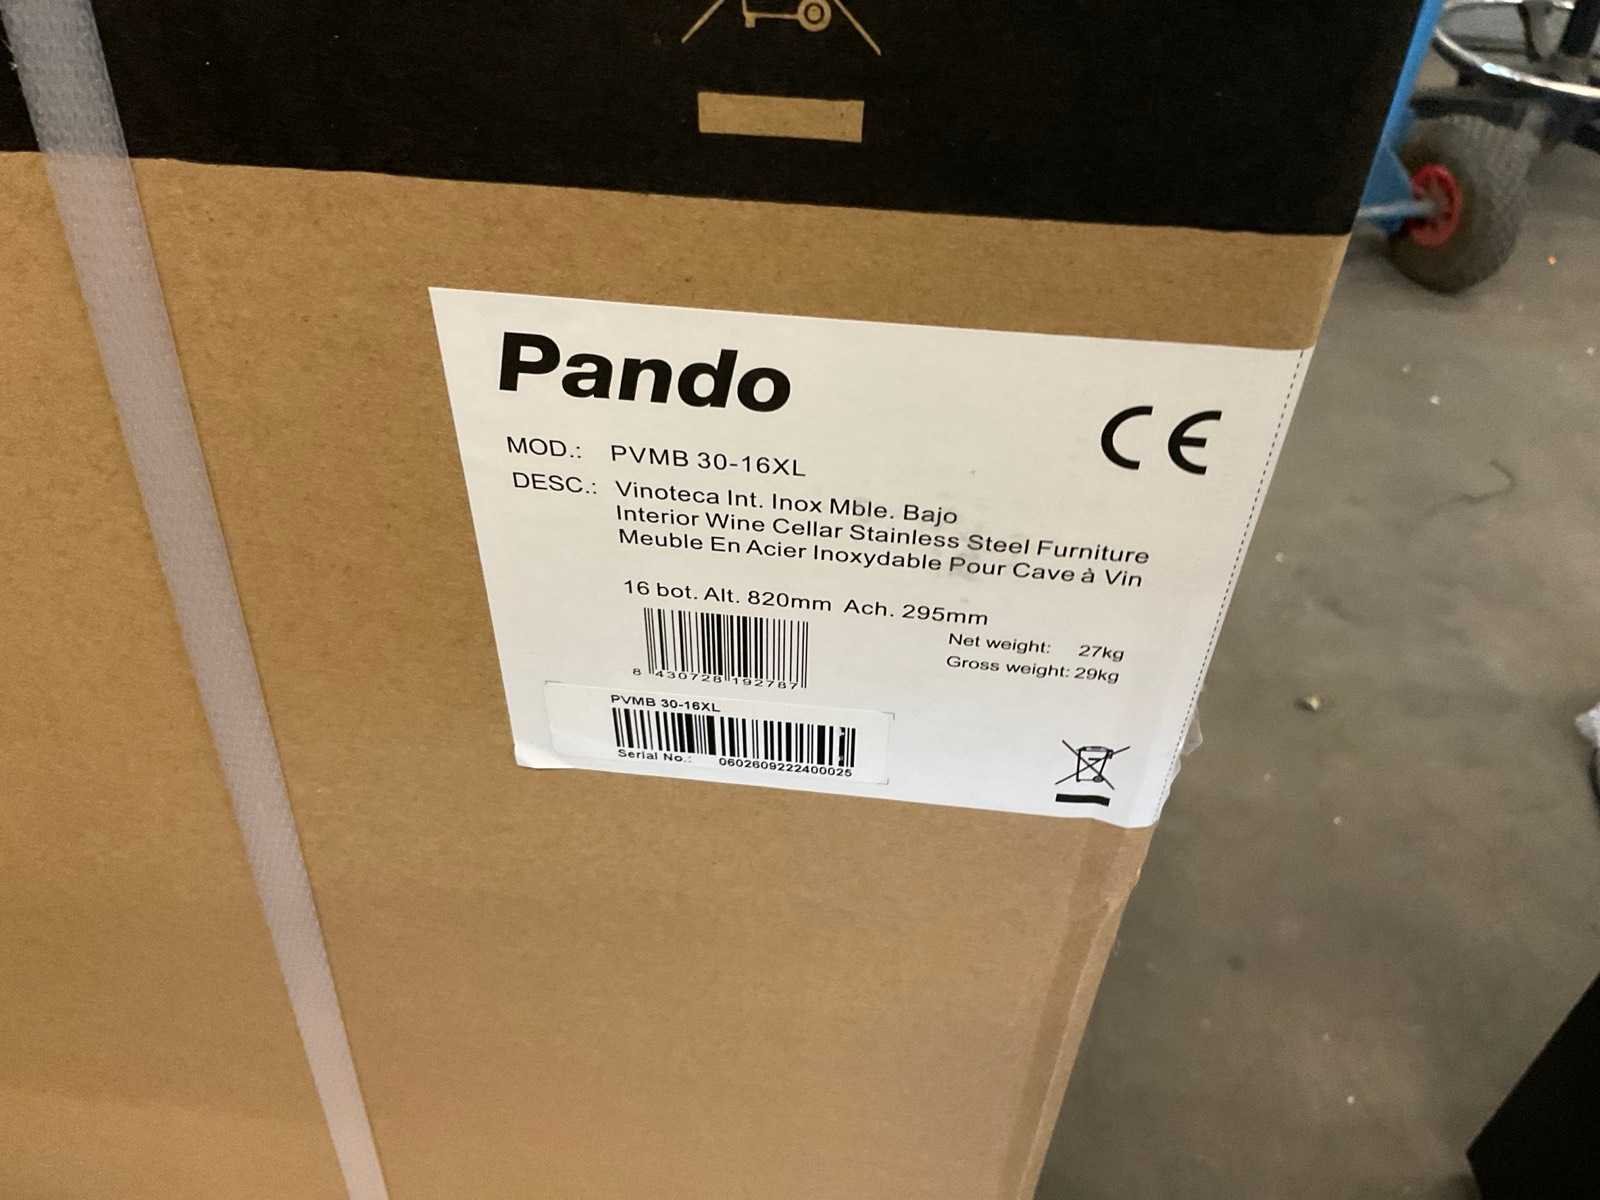 Pando
CE
MOD.: PVMB 30-16XL
DESC.: Vinoteca Int. Inox Mble. Bajo
Interior Wine Cellar Stainless Steel Furniture
Meuble En Acier Inoxydable Pour Cave à Vin
16 bot. Alt. 820mm Ach. 295mm
Net weight: 27kg
Gross weight: 29kg
8 430728 192787
PVMB 30-16XL
Serial No.: 0602609222400025